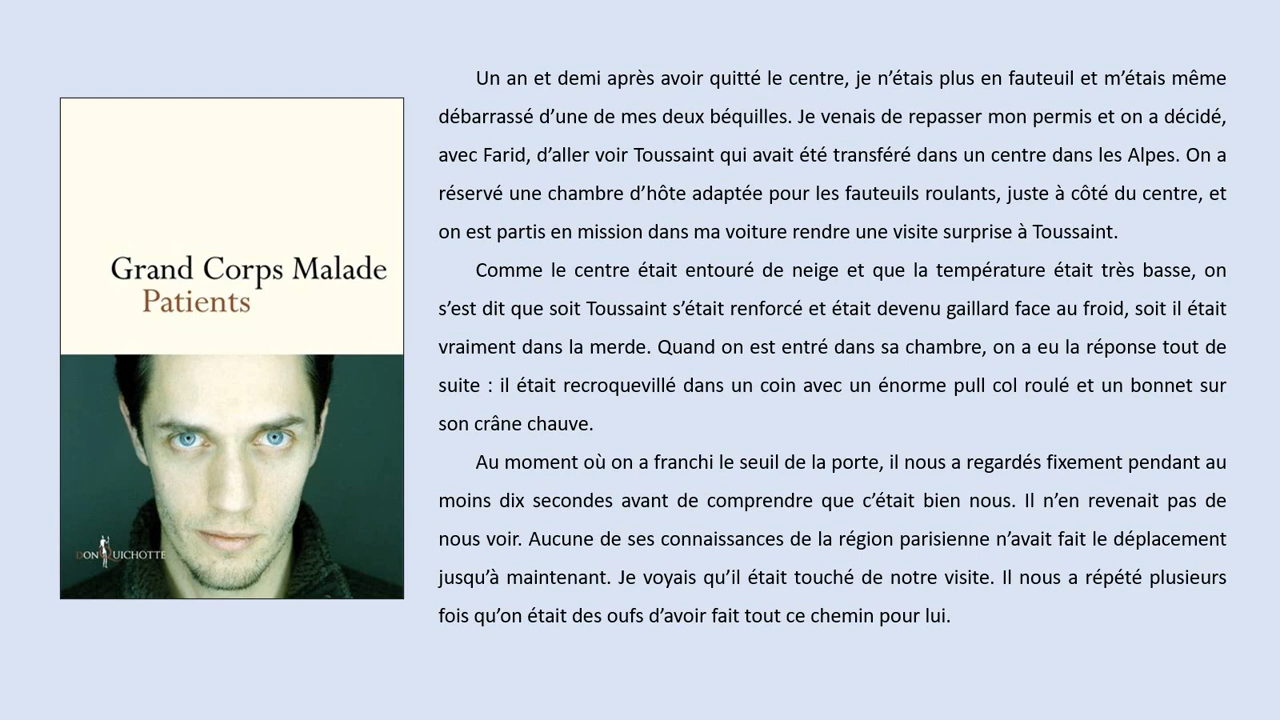 Grand Corps Malade
Patients
DON QUICHOTTE
Un an et demi après avoir quitté le centre, je n’étais plus en fauteuil et m’étais même
débarrassé d’une de mes deux béquilles. Je venais de repasser mon permis et on a décidé,
avec Farid, d’aller voir Toussaint qui avait été transféré dans un centre dans les Alpes. On a
réservé une chambre d’hôte adaptée pour les fauteuils roulants, juste à côté du centre, et
on est partis en mission dans ma voiture rendre une visite surprise à Toussaint.
Comme le centre était entouré de neige et que la température était très basse, on
s’est dit que soit Toussaint s’était renforcé et était devenu gaillard face au froid, soit il était
vraiment dans la merde. Quand on est entré dans sa chambre, on a eu la réponse tout de
suite : il était recroquevillé dans un coin avec un énorme pull col roulé et un bonnet sur
son crâne chauve.
Au moment où on a franchi le seuil de la porte, il nous a regardés fixement pendant au
moins dix secondes avant de comprendre que c’était bien nous. Il n’en revenait pas de
nous voir. Aucune de ses connaissances de la région parisienne n’avait fait le déplacement
jusqu’à maintenant. Je voyais qu’il était touché de notre visite. Il nous a répété plusieurs
fois qu’on était des oufs d’avoir fait tout ce chemin pour lui.